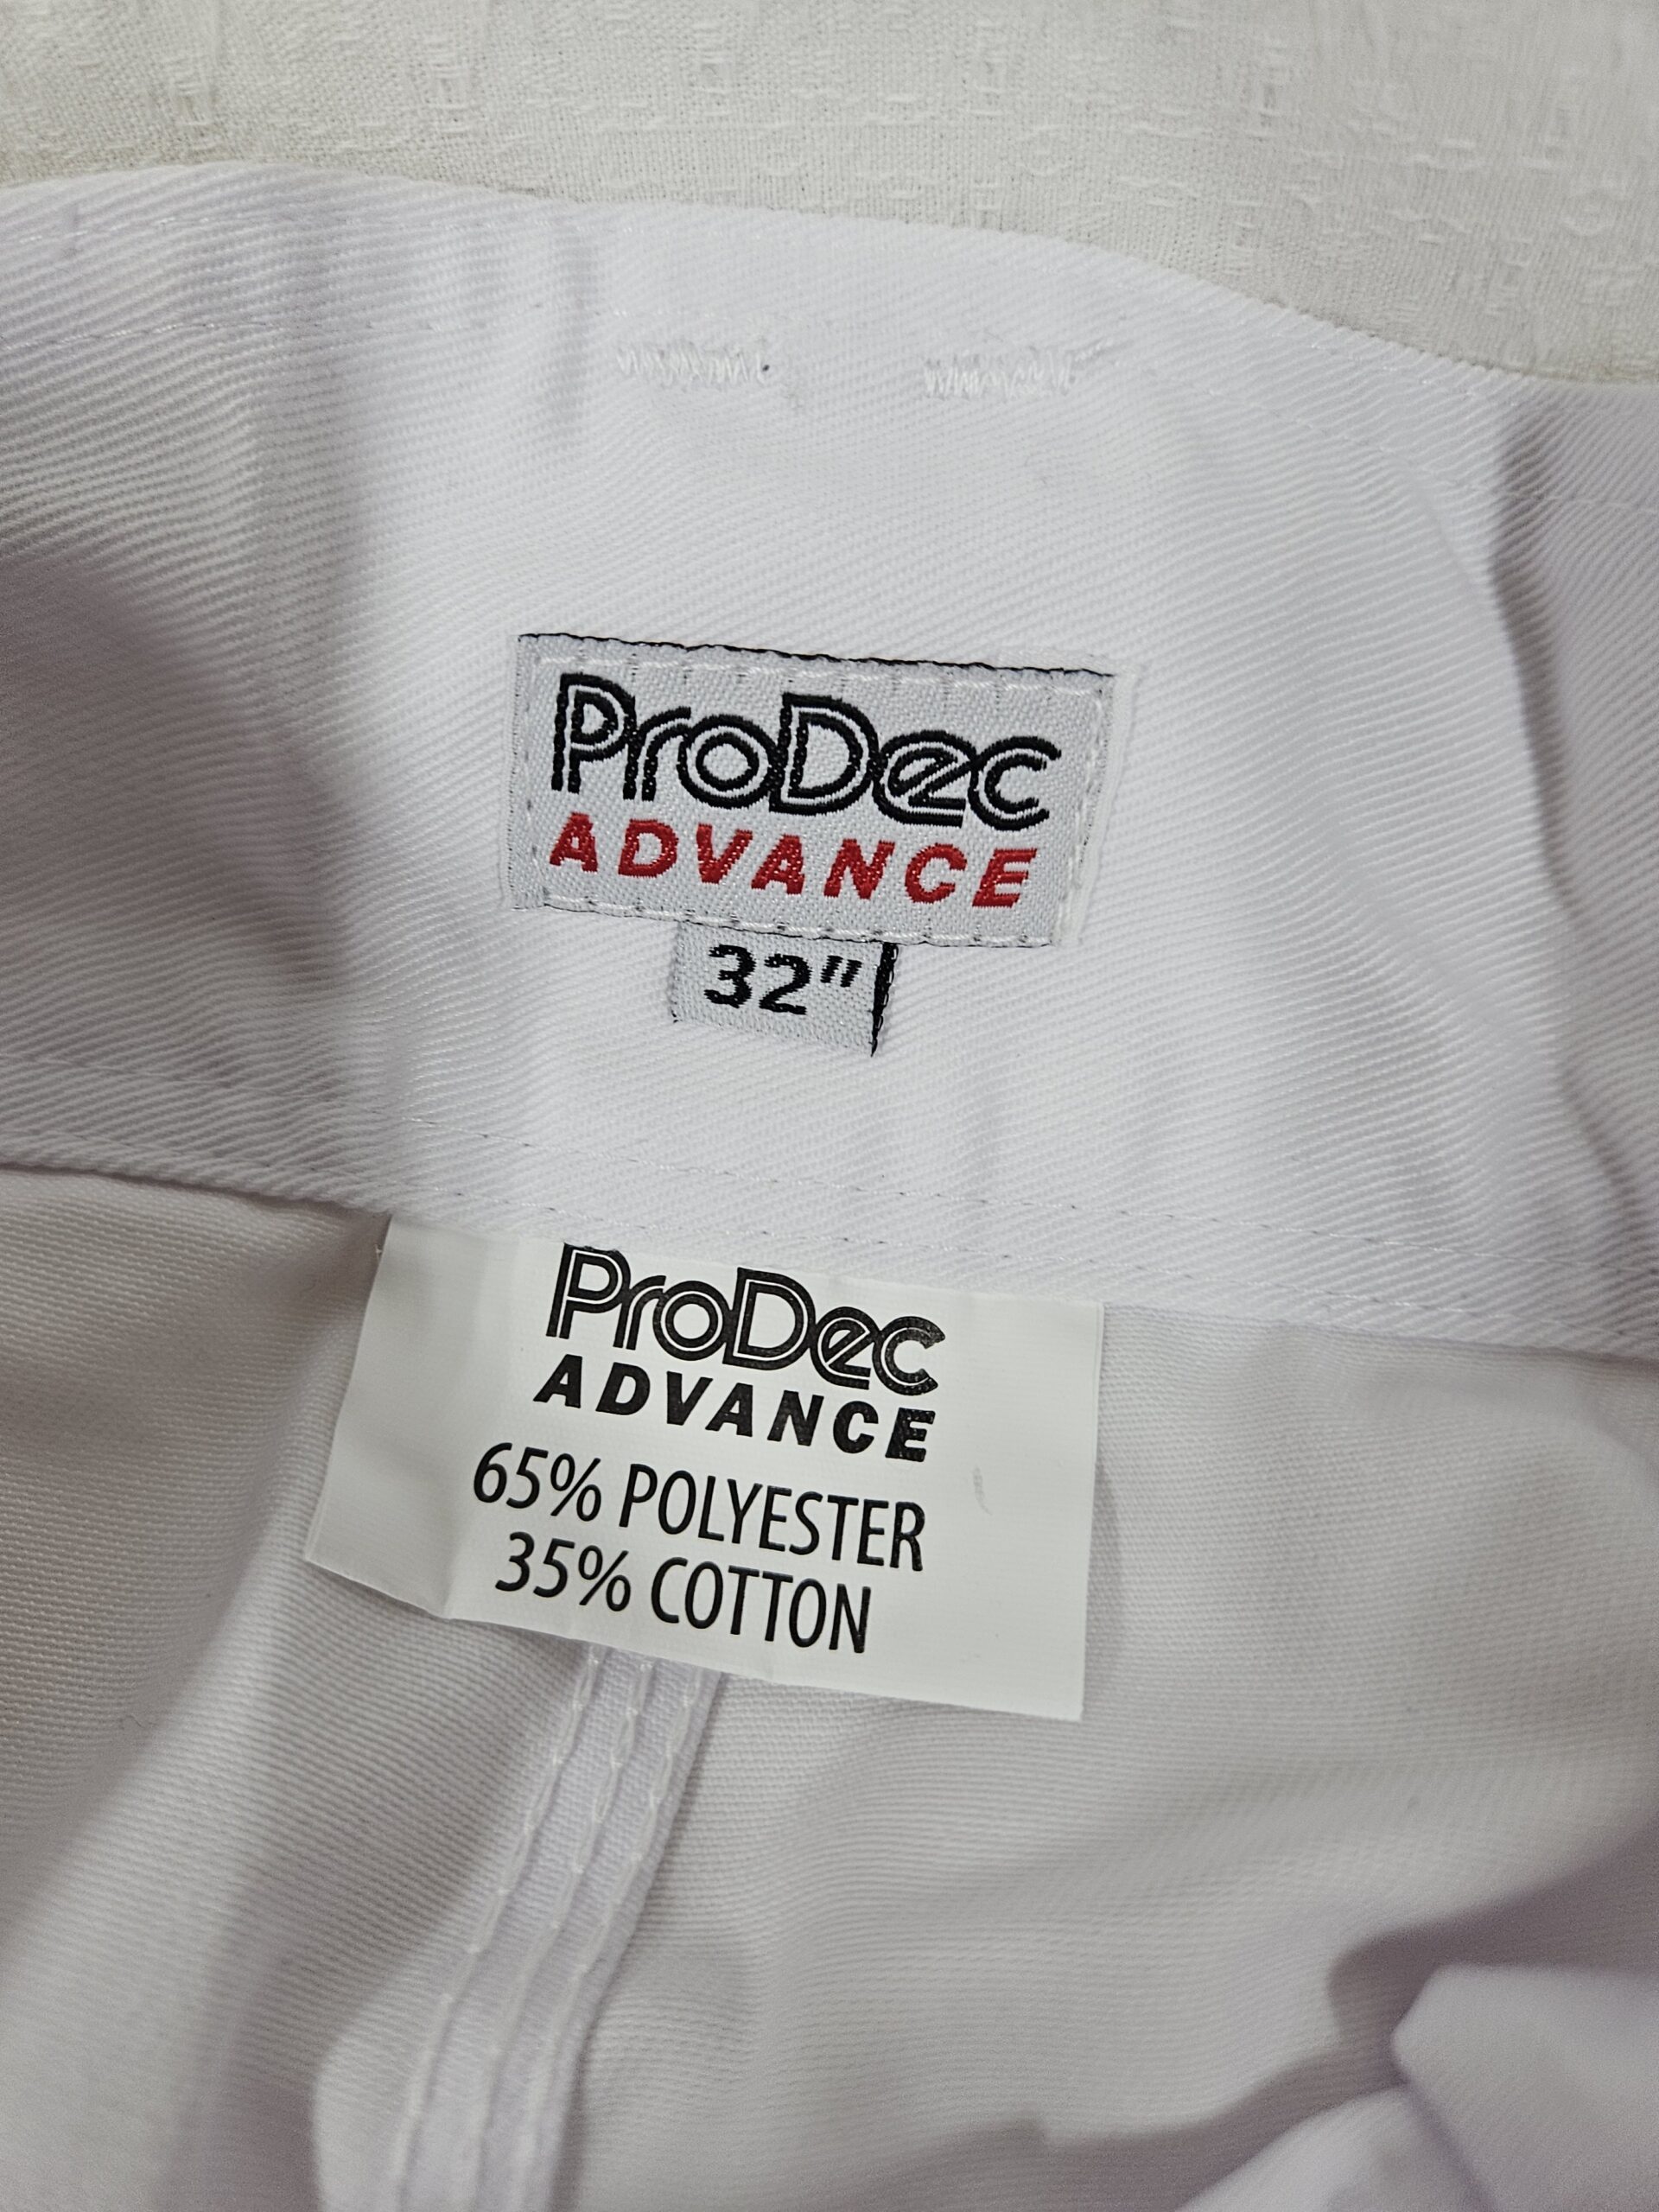 ProDec
ADVANCE
32"
ProDec
ADVANCE
65% POLYESTER
35% COTTON